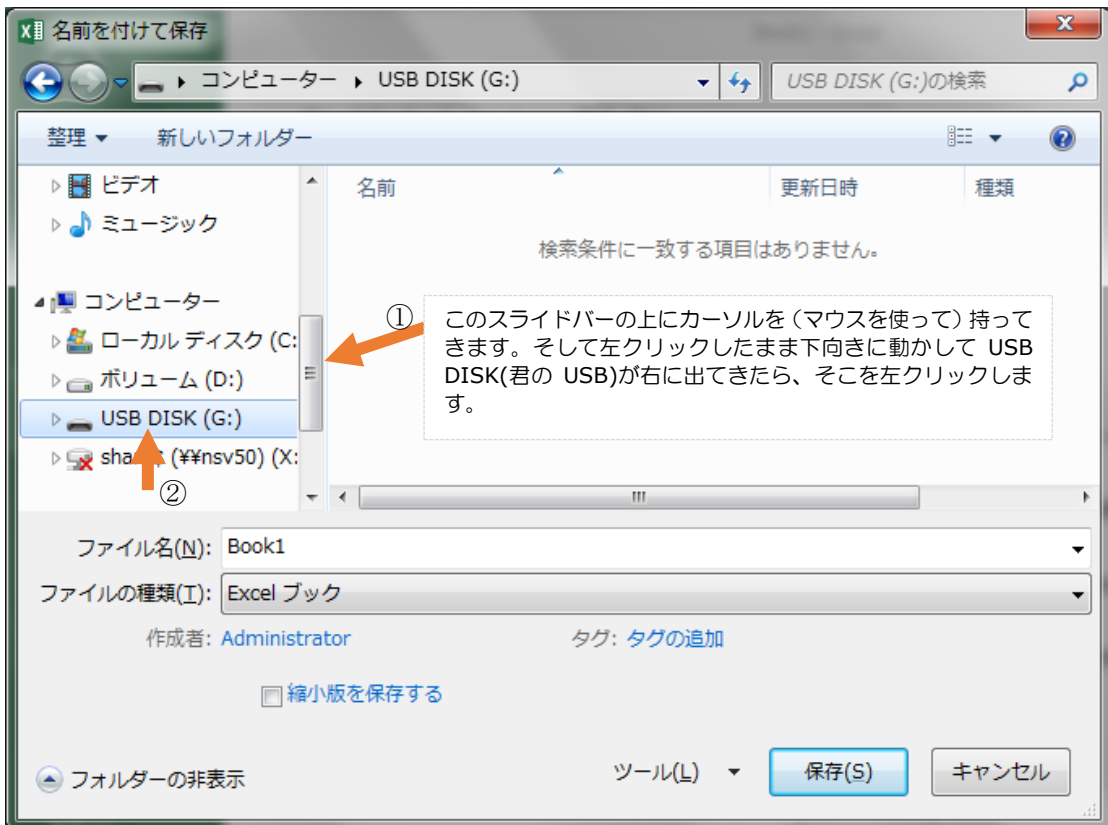 名前を付けて保存
コンピューター ▸ USB DISK (G:)
USB DISK (G:)の検索
整理 新しいフォルダー
ビデオ
ミュージック
コンピューター
ローカル ディスク (C:
ボリューム (D:)
USB DISK (G:)
(¥¥nsv50) (X:
名前 更新日時 種類
検索条件に一致する項目はありません。
①
このスライドバーの上にカーソルを（マウスを使って）持って
きます。そして左クリックしたまま下向きに動かして USB
DISK(君の USB)が右に出てきたら、そこを左クリックしま
す。
②
ファイル名(N): Book1
ファイルの種類(T): Excel ブック
作成者: Administrator タグ: タグの追加
縮小版を保存する
フォルダーの非表示
ツール(L) 保存(S) キャンセル